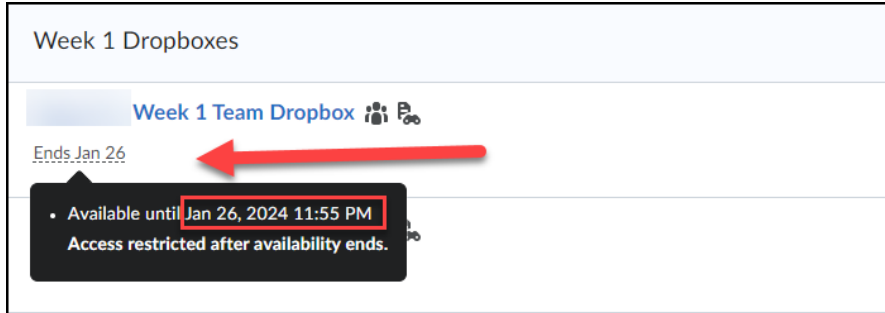 Week 1 Dropboxes
Week 1 Team Dropbox
Ends Jan 26
• Available until Jan 26, 2024 11:55 PM
Access restricted after availability ends.